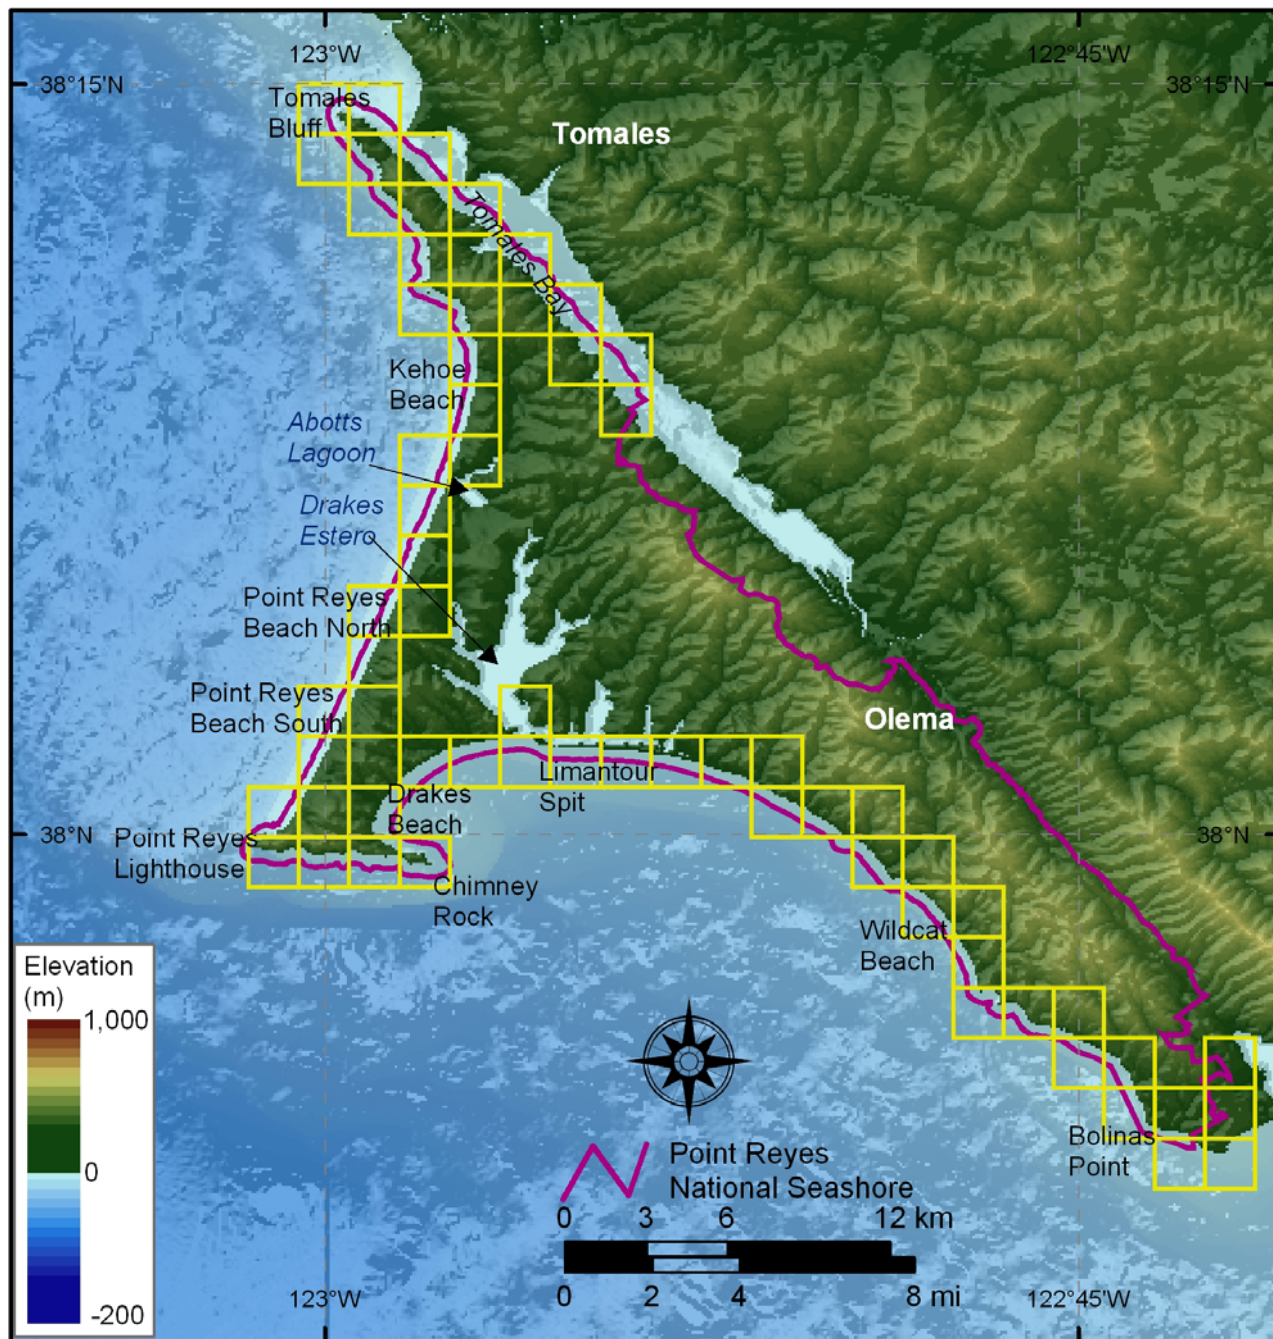 123°W
122°45'W
38°15'N
38°15'N
Tomales
Bluff
Tomales
Tomales Bay
Kehoe
Beach
Abotts
Lagoon
Drakes
Estero
Point Reyes
Beach North
Point Reyes
Beach South
Olema
Limantour
Spit
Drakes
Beach
38°N
38°N
Point Reyes
Lighthouse
Chimney
Rock
Wildcat
Beach
Elevation
(m)
1,000
0
-200
Bolinas
Point
Point Reyes
National Seashore
0 3 6 12 km
0 2 4 8 mi
123°W
122°45'W